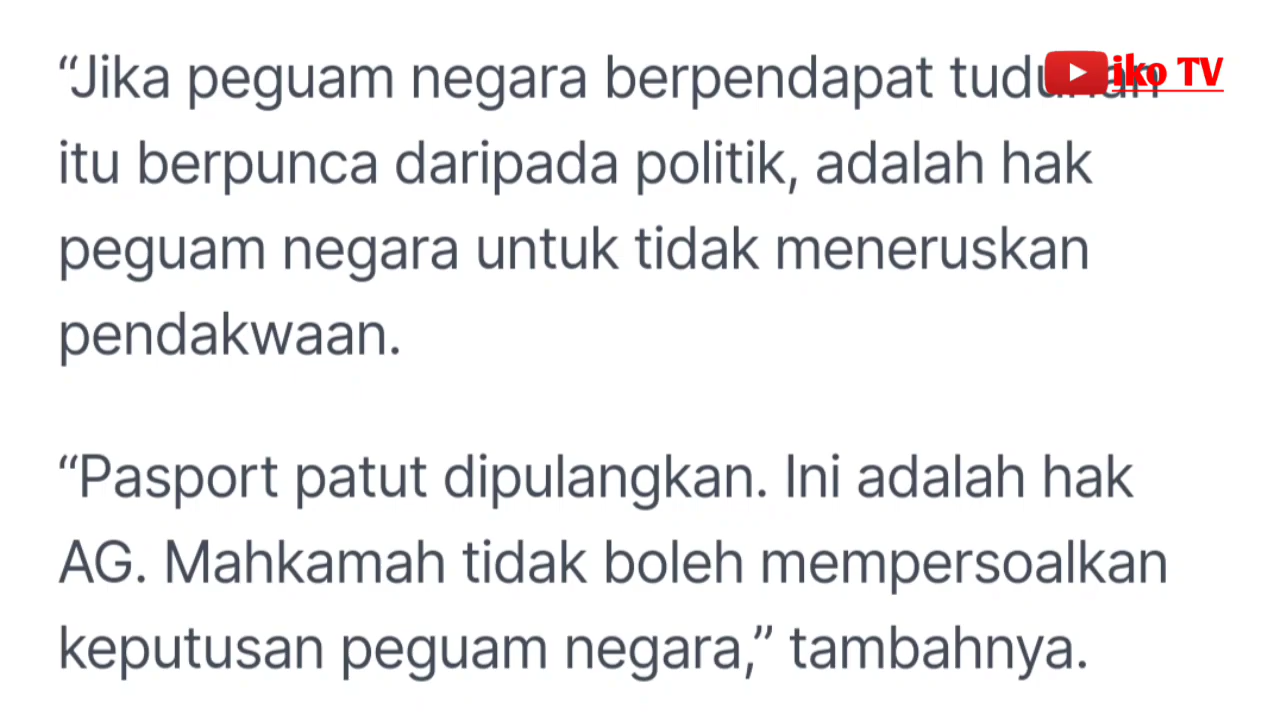 “Jika peguam negara berpendapat tuduhan
iko TV
itu berpunca daripada politik, adalah hak
peguam negara untuk tidak meneruskan
pendakwaan.
“Pasport patut dipulangkan. Ini adalah hak
AG. Mahkamah tidak boleh mempersoalkan
keputusan peguam negara,” tambahnya.